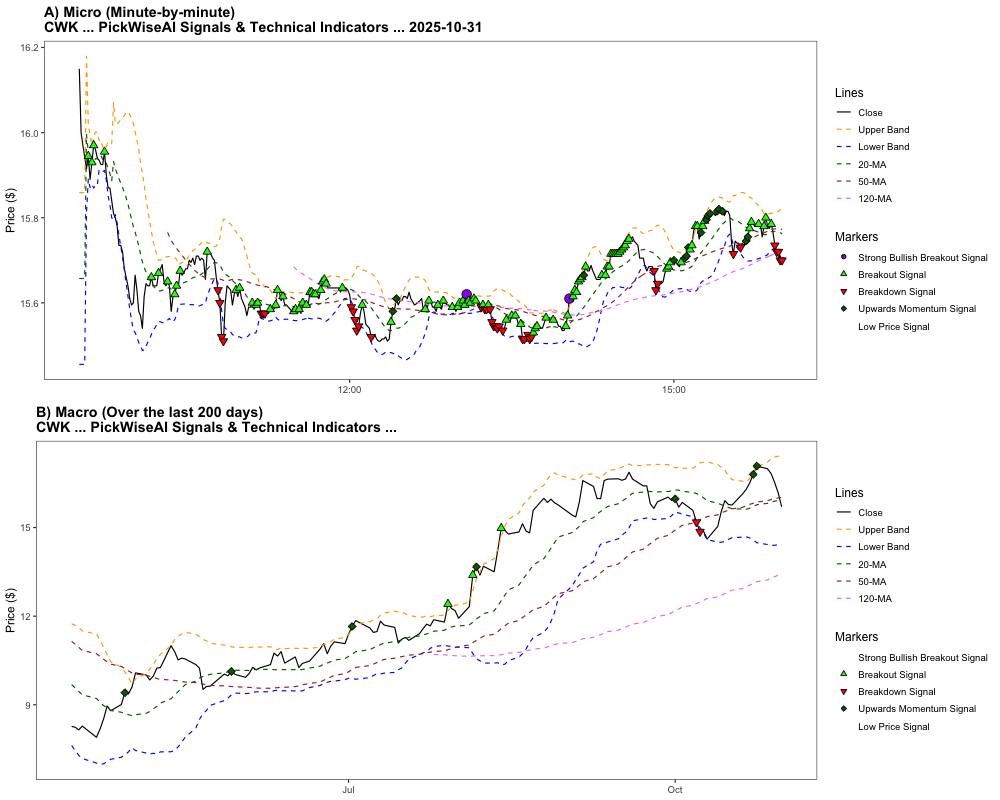 A) Micro (Minute-by-minute)
CWK ... PickWiseAI Signals & Technical Indicators ... 2025-10-31
Price ($)
16.2
16.0
15.8
15.6
12:00
15:00
Lines
Close
Upper Band
Lower Band
20-MA
50-MA
120-MA
Markers
Strong Bullish Breakout Signal
Breakout Signal
Breakdown Signal
Upwards Momentum Signal
Low Price Signal
B) Macro (Over the last 200 days)
CWK ... PickWiseAI Signals & Technical Indicators ...
Price ($)
15
12
9
Jul
Oct
Lines
Close
Upper Band
Lower Band
20-MA
50-MA
120-MA
Markers
Strong Bullish Breakout Signal
Breakout Signal
Breakdown Signal
Upwards Momentum Signal
Low Price Signal